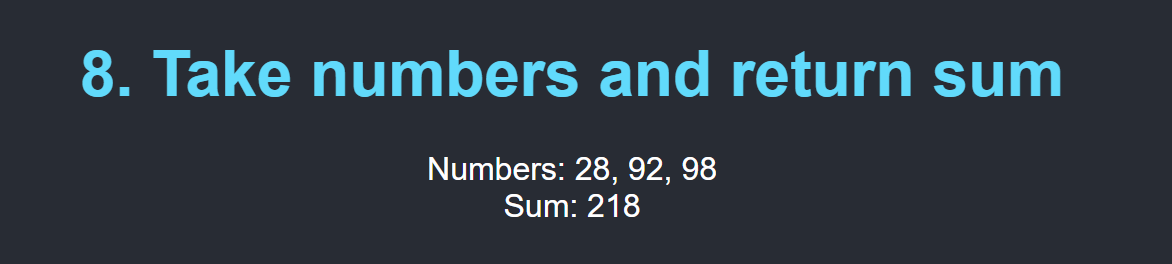 8. Take numbers and return sum
Numbers: 28, 92, 98
Sum: 218